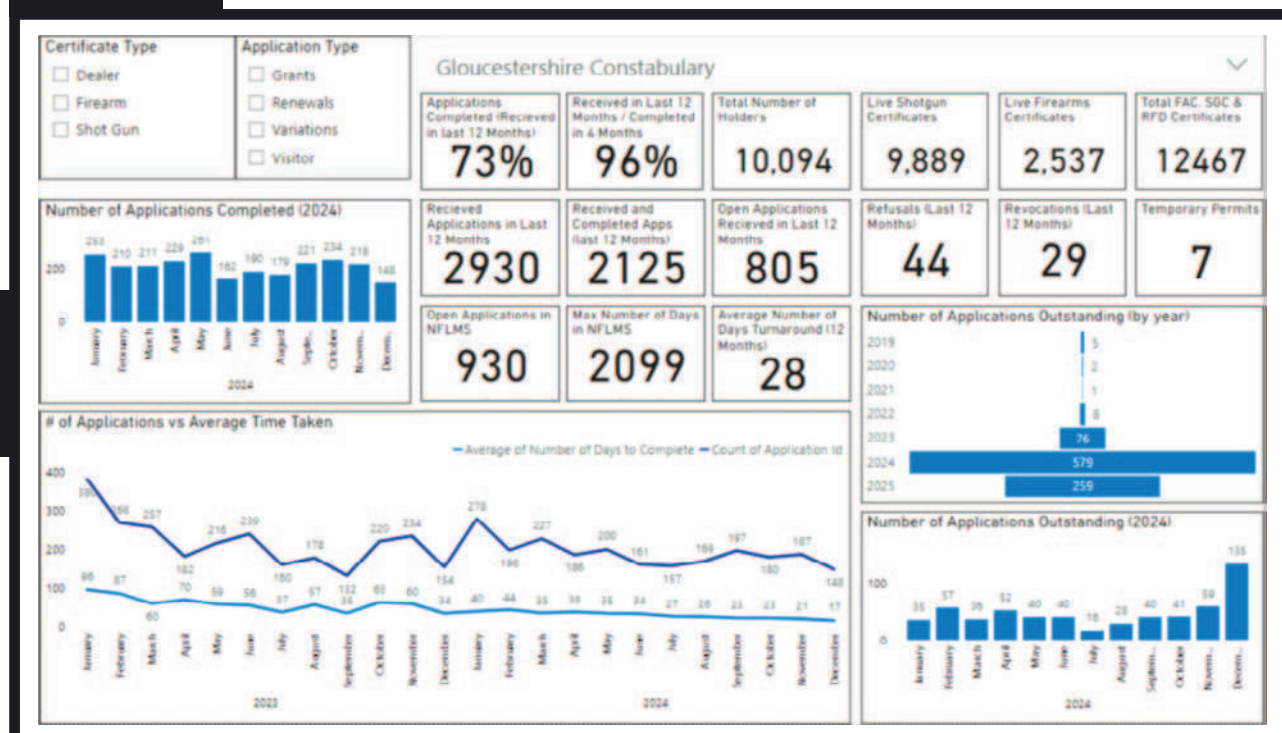 Certificate Type
Dealer
Firearm
Shot Gun
Application Type
Grants
Renewals
Variations
Visitor
Gloucestershire Constabulary
Applications
Completed (Recieved
in last 12 Months)
73%
Received in Last 12
Months / Completed
in 4 Months
96%
Total Number of
Holders
10,094
Live Shotgun
Certificates
9,889
Live Firearms
Certificates
2,537
Total FAC, SGC &
RFD Certificates
12467
Number of Applications Completed (2024)
200
0
253
210
211
229
261
162
190
179
221
234
218
148
January
February
March
April
May
June
July
August
Septe...
October
Novem...
Decem...
2024
Recieved
Applications in Last
12 Months
2930
Received and
Completed Apps
(last 12 Months)
2125
Open Applications
Recieved in Last 12
Months
805
Refusals (Last 12
Months)
44
Revocations (Last
12 Months)
29
Temporary Permits
7
Open Applications in
NFLMS
930
Max Number of Days
in NFLMS
2099
Average Number of
Days Turnaround (12
Months)
28
Number of Applications Outstanding (by year)
2019 5
2020 2
2021 1
2022 8
2023 76
2024 579
2025 259
# of Applications vs Average Time Taken
Average of Number of Days to Complete
Count of Application Id
400
300
200
100
0
380
268
257
182
216
239
160
178
132
220
234
154
278
198
227
186
200
161
157
169
197
180
187
148
96
87
60
70
59
56
37
57
36
63
60
34
40
44
35
38
35
34
27
26
23
23
21
17
January
February
March
April
May
June
July
August
September
October
November
December
January
February
March
April
May
June
July
August
September
October
November
December
2023
2024
Number of Applications Outstanding (2024)
100
0
35
57
36
52
40
40
16
28
40
41
59
135
January
February
March
April
May
June
July
August
Septem...
October
Novem...
Decem...
2024